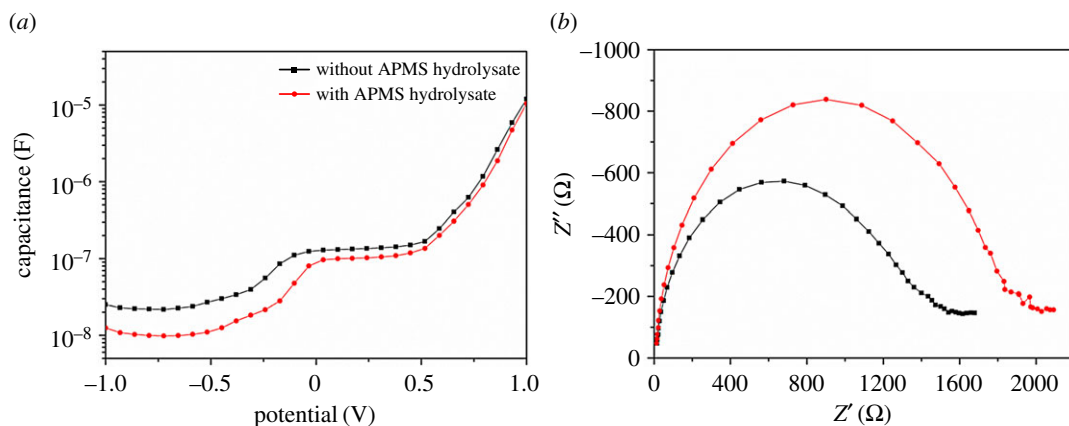 (a)
(b)
without APMS hydrolysate
with APMS hydrolysate
capacitance (F)
10⁻⁵
10⁻⁶
10⁻⁷
10⁻⁸
−1.0 −0.5 0 0.5 1.0
potential (V)
Z″ (Ω)
−1000
−800
−600
−400
−200
0
0 400 800 1200 1600 2000
Z′ (Ω)